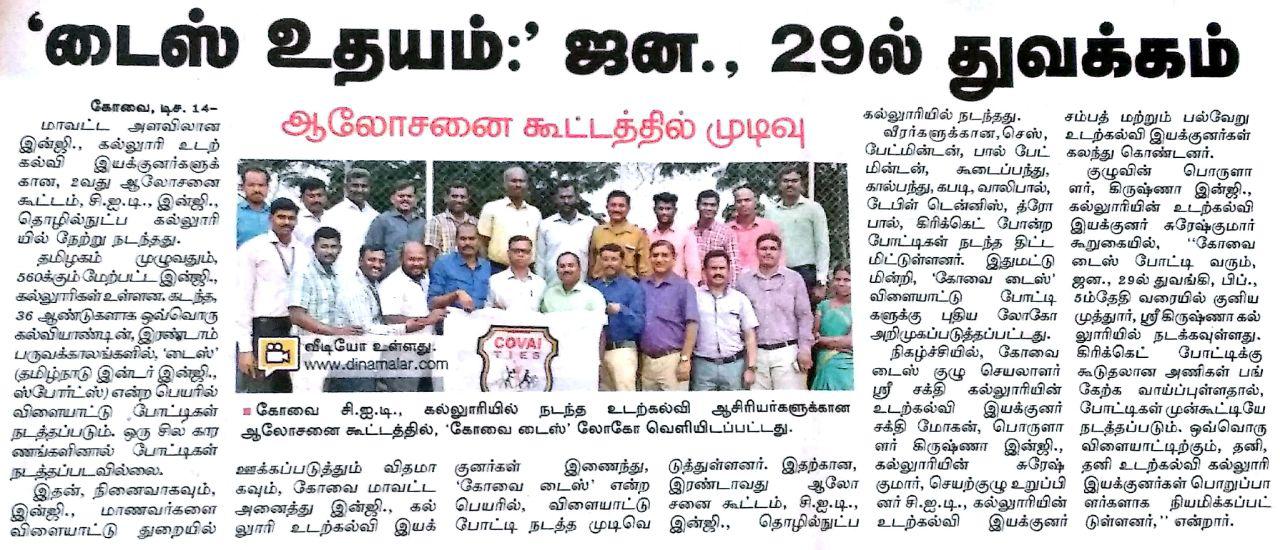 ‘டைஸ் உதயம்:’ ஜன., 29ல் துவக்கம்
ஆலோசனை கூட்டத்தில் முடிவு
கோவை, டிச. 14–
மாவட்ட அளவிலான
இன்ஜி., கல்லூரி உடற்
கல்வி இயக்குனர்களுக்
கான, 2வது ஆலோசனை
கூட்டம், சி.ஐ.டி., இன்ஜி.,
தொழில்நுட்ப கல்லூரி
யில் நேற்று நடந்தது.
தமிழகம் முழுவதும்,
560க்கும் மேற்பட்ட இன்ஜி.,
கல்லூரிகள் உள்ளன. கடந்த,
36 ஆண்டுகளாக ஒவ்வொரு
கல்வியாண்டின், இரண்டாம்
பருவக்காலங்களில், ‘டைஸ்’
(தமிழ்நாடு இன்டர் இன்ஜி.,
ஸ்போர்ட்ஸ்) என்ற பெயரில்
விளையாட்டு போட்டிகள்
நடத்தப்படும். ஒரு சில கார
ணங்களினால் போட்டிகள்
நடத்தப்படவில்லை.
இதன், நினைவாகவும்,
இன்ஜி., மாணவர்களை
விளையாட்டு துறையில்
வீடியோ உள்ளது.
www.dinamalar.com
COVAI
TIES
கோவை சி.ஐ.டி., கல்லூரியில் நடந்த உடற்கல்வி ஆசிரியர்களுக்கான
ஆலோசனை கூட்டத்தில், ‘கோவை டைஸ்’ லோகோ வெளியிடப்பட்டது.
ஊக்கப்படுத்தும் விதமா
கவும், கோவை மாவட்ட
அனைத்து இன்ஜி., கல்
லூரி உடற்கல்வி இயக்
குனர்கள் இணைந்து,
‘கோவை டைஸ்’ என்ற
பெயரில், விளையாட்டு
போட்டி நடத்த முடிவெ
டுத்துள்ளனர். இதற்கான,
இரண்டாவது ஆலோ
சனை கூட்டம், சி.ஐ.டி.,
இன்ஜி., தொழில்நுட்ப
கல்லூரியில் நடந்தது.
வீரர்களுக்கான, செஸ்,
பேட்மின்டன், பால் பேட்
மின்டன், கூடைப்பந்து,
கால்பந்து, கபடி, வாலிபால்,
டேபிள் டென்னிஸ், த்ரோ
பால், கிரிக்கெட் போன்ற
போட்டிகள் நடந்த திட்ட
மிட்டுள்ளனர். இதுமட்டு
மின்றி, ‘கோவை டைஸ்’
விளையாட்டு போட்டி
களுக்கு புதிய லோகோ
அறிமுகப்படுத்தப்பட்டது.
நிகழ்ச்சியில், கோவை
டைஸ் குழு செயலாளர்
ஸ்ரீ சக்தி கல்லூரியின்
உடற்கல்வி இயக்குனர்
சக்தி மோகன், பொருளா
ளர் கிருஷ்ணா இன்ஜி.,
கல்லூரியின் சுரேஷ்
குமார், செயற்குழு உறுப்பி
னர் சி.ஐ.டி., கல்லூரியின்
உடற்கல்வி இயக்குனர்
சம்பத் மற்றும் பல்வேறு
உடற்கல்வி இயக்குனர்கள்
கலந்து கொண்டனர்.
குழுவின் பொருளா
ளர், கிருஷ்ணா இன்ஜி.,
கல்லூரியின் உடற்கல்வி
இயக்குனர் சுரேஷ்குமார்
கூறுகையில், ‘‘கோவை
டைஸ் போட்டி வரும்,
ஜன., 29ல் துவங்கி, பிப்.,
5ம்தேதி வரையில் குனிய
முத்தூர், ஸ்ரீகிருஷ்ணா கல்
லூரியில் நடக்கவுள்ளது.
கிரிக்கெட் போட்டிக்கு
கூடுதலான அணிகள் பங்
கேற்க வாய்ப்புள்ளதால்,
போட்டிகள் முன்கூட்டியே
நடத்தப்படும். ஒவ்வொரு
விளையாட்டிற்கும், தனி,
தனி உடற்கல்வி கல்லூரி
இயக்குனர்கள் பொறுப்பா
ளர்களாக நியமிக்கப்பட்
டுள்ளனர்,’’ என்றார்.